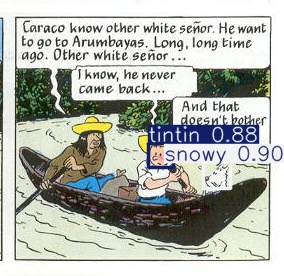 Caraco know other white señor. He want
to go to Arumbayas. Long, long time
ago. Other white señor...
I know, he never
came back...
And that
doesn't bother
tintin 0.88
snowy 0.90